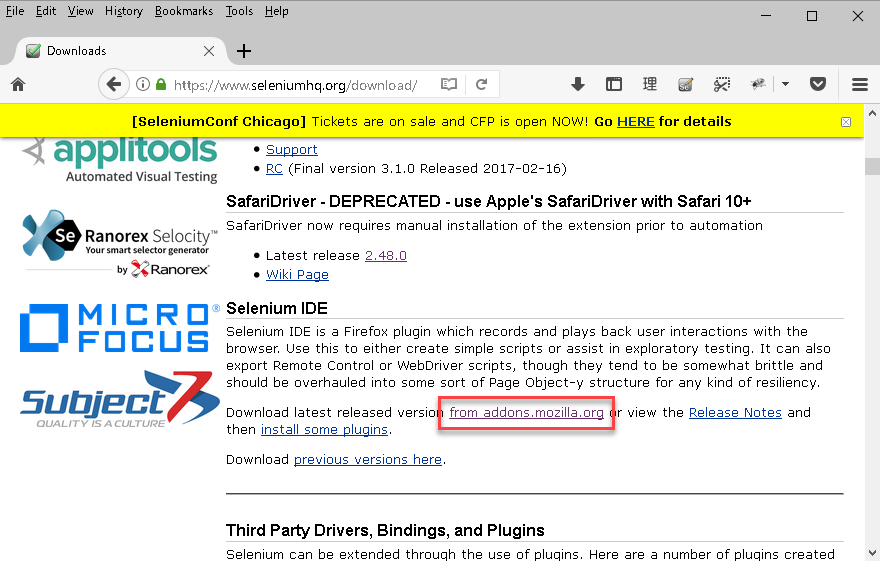 File Edit View History Bookmarks Tools Help
Downloads
https://www.seleniumhq.org/download/
理
Se
[SeleniumConf Chicago] Tickets are on sale and CFP is open NOW! Go HERE for details
applitools
Automated Visual Testing
Se Ranorex Selocity™
Your smart selector generator
by Ranorex®
MICRO FOCUS®
Subject7
QUALITY IS A CULTURE
• Support
• RC (Final version 3.1.0 Released 2017-02-16)
SafariDriver - DEPRECATED - use Apple's SafariDriver with Safari 10+
SafariDriver now requires manual installation of the extension prior to automation
• Latest release 2.48.0
• Wiki Page
Selenium IDE
Selenium IDE is a Firefox plugin which records and plays back user interactions with the
browser. Use this to either create simple scripts or assist in exploratory testing. It can also
export Remote Control or WebDriver scripts, though they tend to be somewhat brittle and
should be overhauled into some sort of Page Object-y structure for any kind of resiliency.
Download latest released version from addons.mozilla.org or view the Release Notes and
then install some plugins.
Download previous versions here.
Third Party Drivers, Bindings, and Plugins
Selenium can be extended through the use of plugins. Here are a number of plugins created